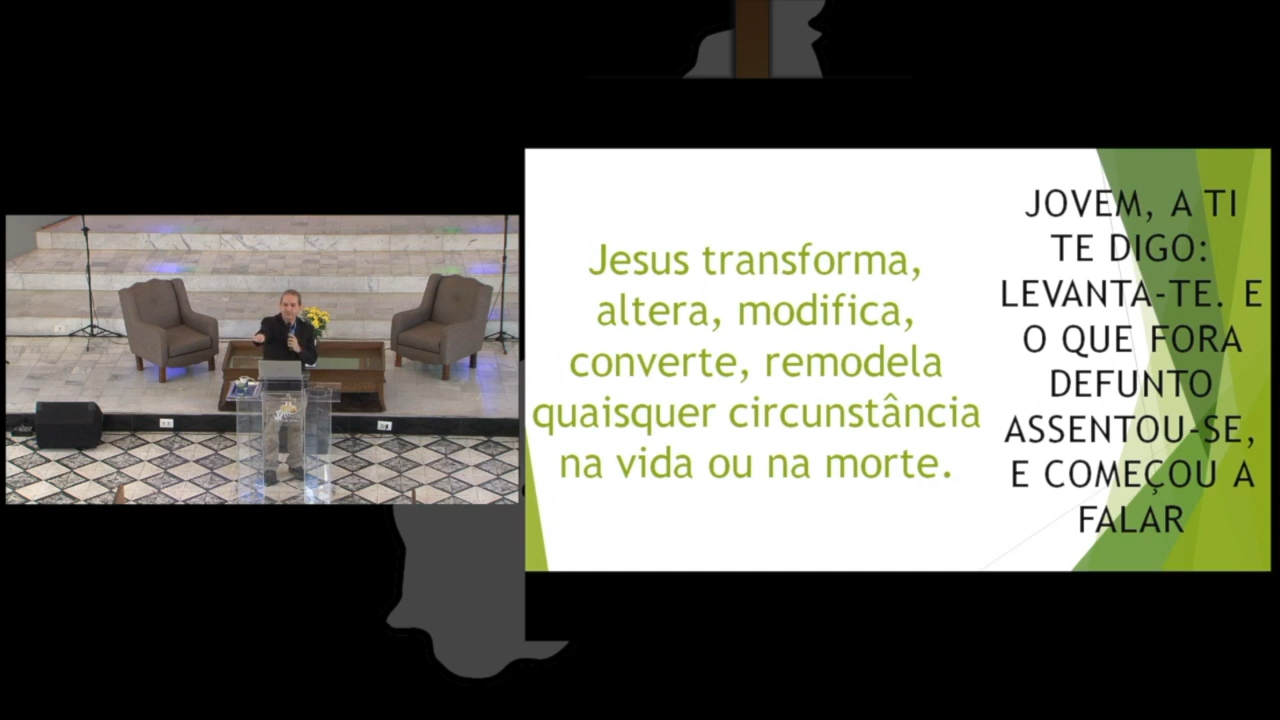 Jesus transforma,
altera, modifica,
converte, remodela
quaisquer circunstância
na vida ou na morte.
JOVEM, A TI
TE DIGO:
LEVANTA-TE. E
O QUE FORA
DEFUNTO
ASSENTOU-SE,
E COMEÇOU A
FALAR